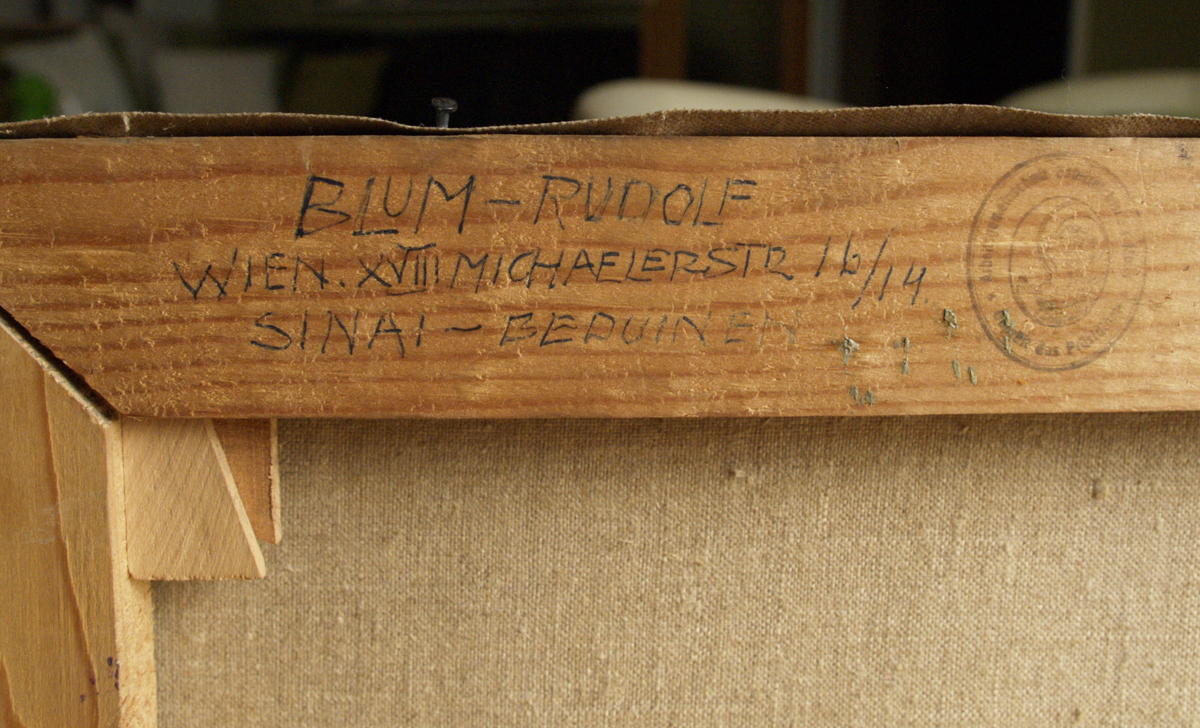 BLUM – RUDOLF
WIEN. XVIII MICHAELERSTR 16/14.
SINAI – BEDUINEN